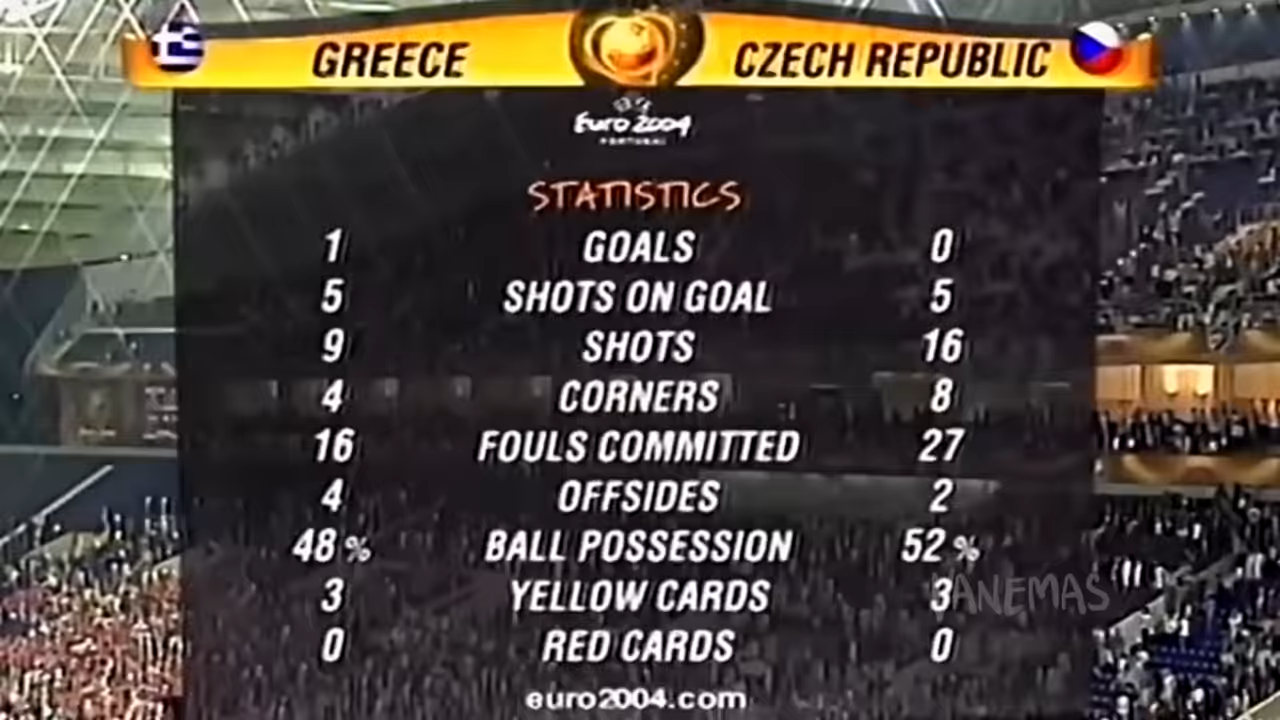 GREECE CZECH REPUBLIC
Euro 2004
PORTUGAL
STATISTICS
1 GOALS 0
5 SHOTS ON GOAL 5
9 SHOTS 16
4 CORNERS 8
16 FOULS COMMITTED 27
4 OFFSIDES 2
48 % BALL POSSESSION 52 %
3 YELLOW CARDS 3
ANEMAS
0 RED CARDS 0
euro2004.com